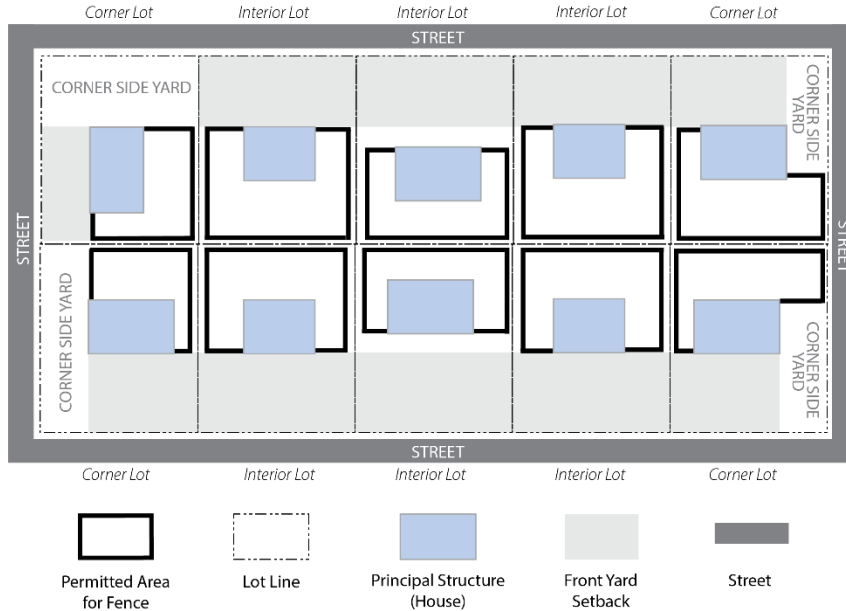 Corner Lot
Interior Lot
Interior Lot
Interior Lot
Corner Lot
STREET
CORNER SIDE YARD
CORNER SIDE
YARD
STREET
STREET
CORNER SIDE YARD
CORNER SIDE
YARD
STREET
Corner Lot
Interior Lot
Interior Lot
Interior Lot
Corner Lot
Permitted Area
for Fence
Lot Line
Principal Structure
(House)
Front Yard
Setback
Street